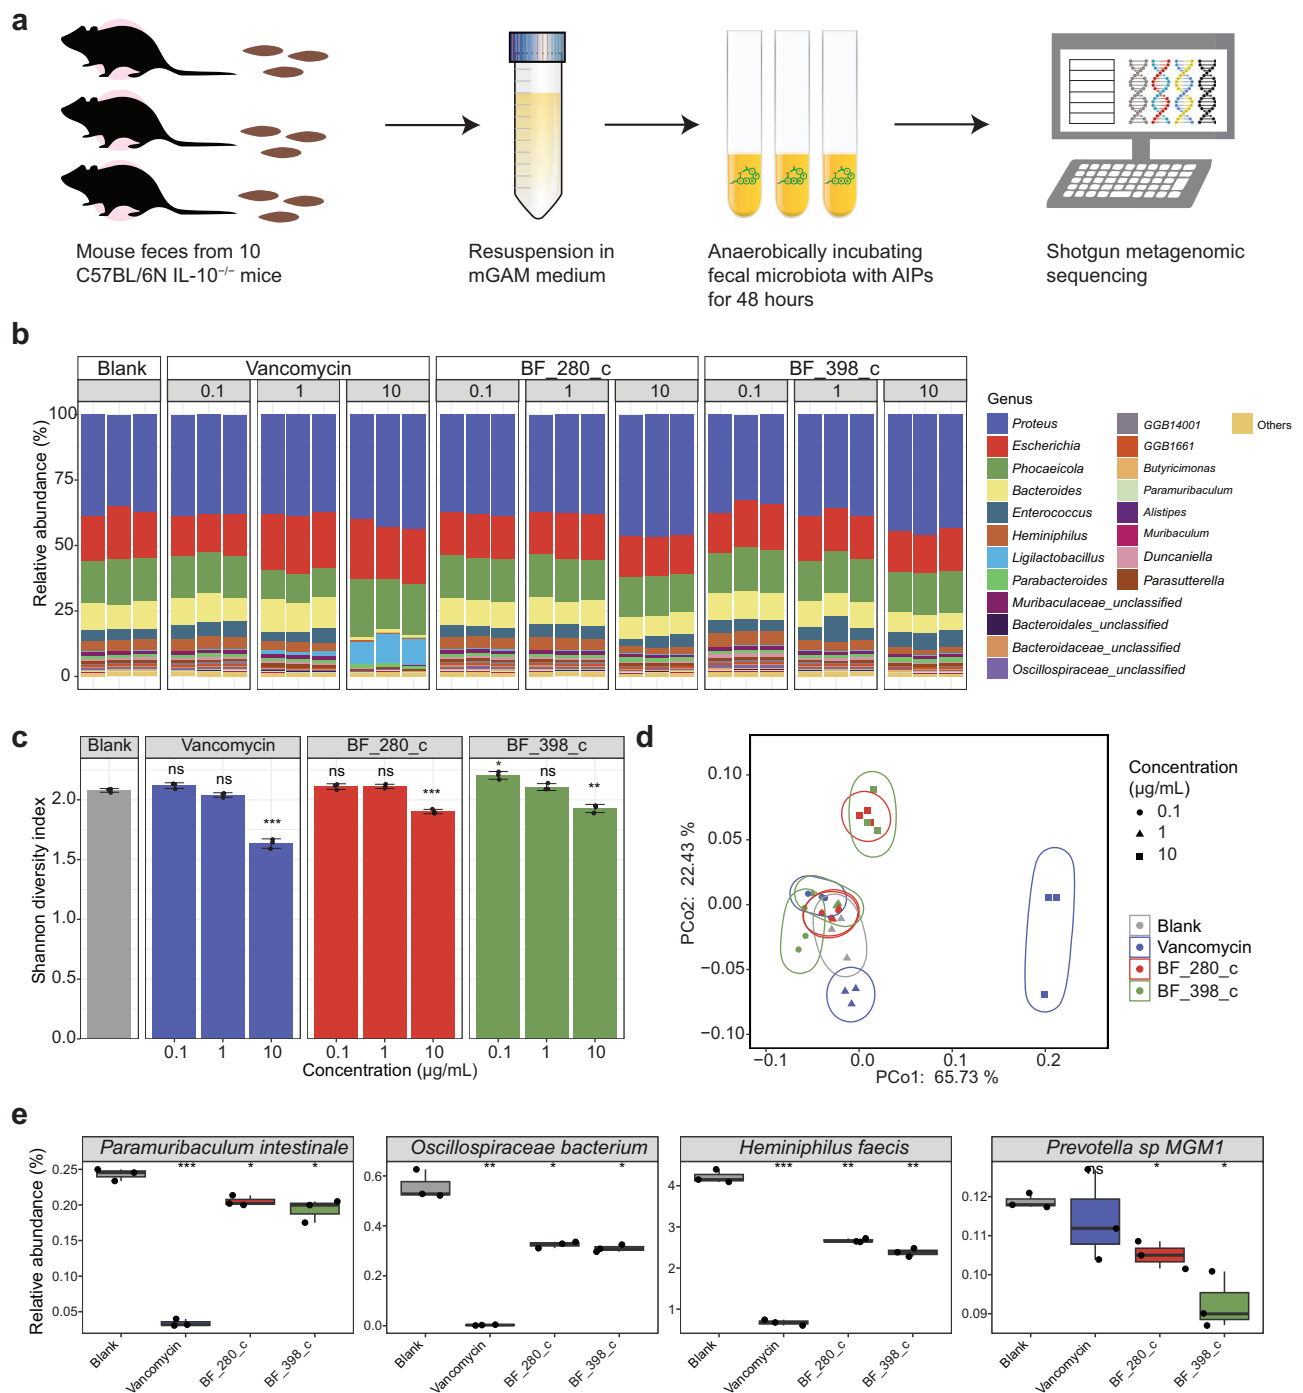 a
Mouse feces from 10
C57BL/6N IL-10−/− mice
Resuspension in
mGAM medium
Anaerobically incubating
fecal microbiota with AIPs
for 48 hours
Shotgun metagenomic
sequencing
b
Blank Vancomycin BF_280_c BF_398_c
0.1 1 10 0.1 1 10 0.1 1 10
Relative abundance (%)
100
75
50
25
0
Genus
Proteus
Escherichia
Phocaeicola
Bacteroides
Enterococcus
Heminiphilus
Ligilactobacillus
Parabacteroides
Muribaculaceae_unclassified
Bacteroidales_unclassified
Bacteroidaceae_unclassified
Oscillospiraceae_unclassified
GGB14001
GGB1661
Butyricimonas
Paramuribaculum
Alistipes
Muribaculum
Duncaniella
Parasutterella
Others
c
Blank Vancomycin BF_280_c BF_398_c
Shannon diversity index
2.0
1.5
1.0
0.5
0.0
ns ns *** ns ns *** * ns **
0.1 1 10 0.1 1 10 0.1 1 10
Concentration (µg/mL)
d
PCo2: 22.43 %
0.10
0.05
0.00
−0.05
−0.10
−0.1 0.0 0.1 0.2
PCo1: 65.73 %
Concentration
(µg/mL)
0.1
1
10
Blank
Vancomycin
BF_280_c
BF_398_c
e
Relative abundance (%)
Paramuribaculum intestinale
*** * *
0.25
0.20
0.15
0.10
0.05
Blank Vancomycin BF_280_c BF_398_c
Oscillospiraceae bacterium
** * *
0.6
0.4
0.2
0.0
Blank Vancomycin BF_280_c BF_398_c
Heminiphilus faecis
*** ** **
4
3
2
1
Blank Vancomycin BF_280_c BF_398_c
Prevotella sp MGM1
ns * *
0.12
0.11
0.10
0.09
Blank Vancomycin BF_280_c BF_398_c